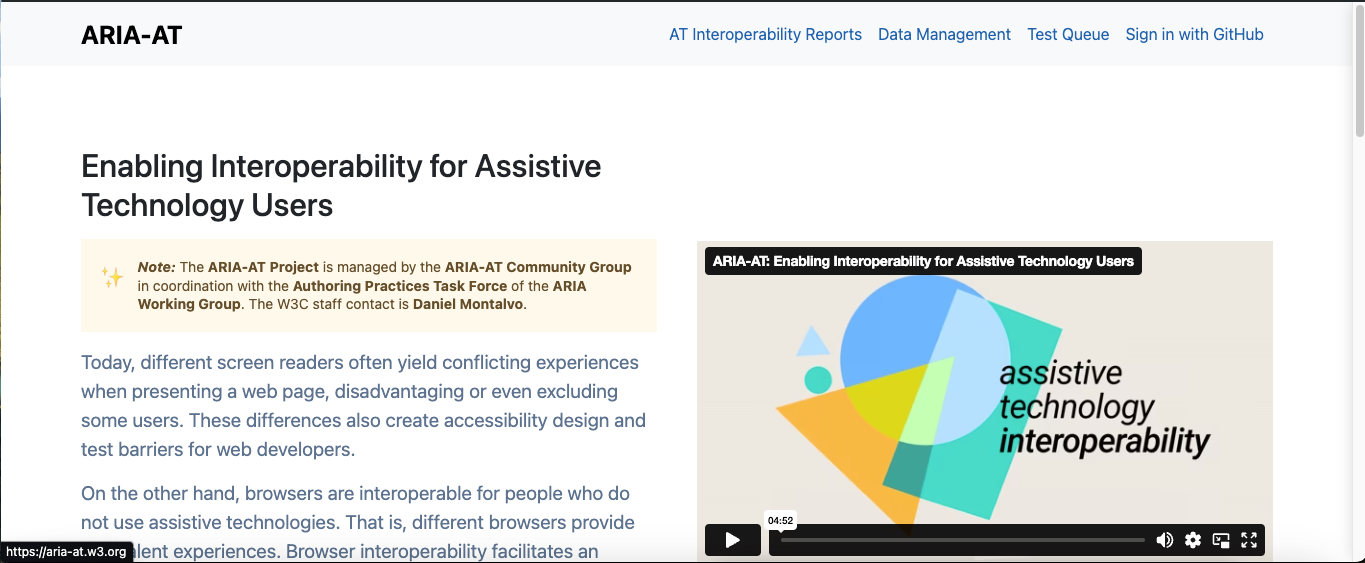 ARIA-AT
AT Interoperability Reports Data Management Test Queue Sign in with GitHub
Enabling Interoperability for Assistive
Technology Users
Note: The ARIA-AT Project is managed by the ARIA-AT Community Group
in coordination with the Authoring Practices Task Force of the ARIA
Working Group. The W3C staff contact is Daniel Montalvo.
Today, different screen readers often yield conflicting experiences
when presenting a web page, disadvantaging or even excluding
some users. These differences also create accessibility design and
test barriers for web developers.
On the other hand, browsers are interoperable for people who do
not use assistive technologies. That is, different browsers provide
alent experiences. Browser interoperability facilitates an
https://aria-at.w3.org
ARIA-AT: Enabling Interoperability for Assistive Technology Users
assistive
technology
interoperability
04:52